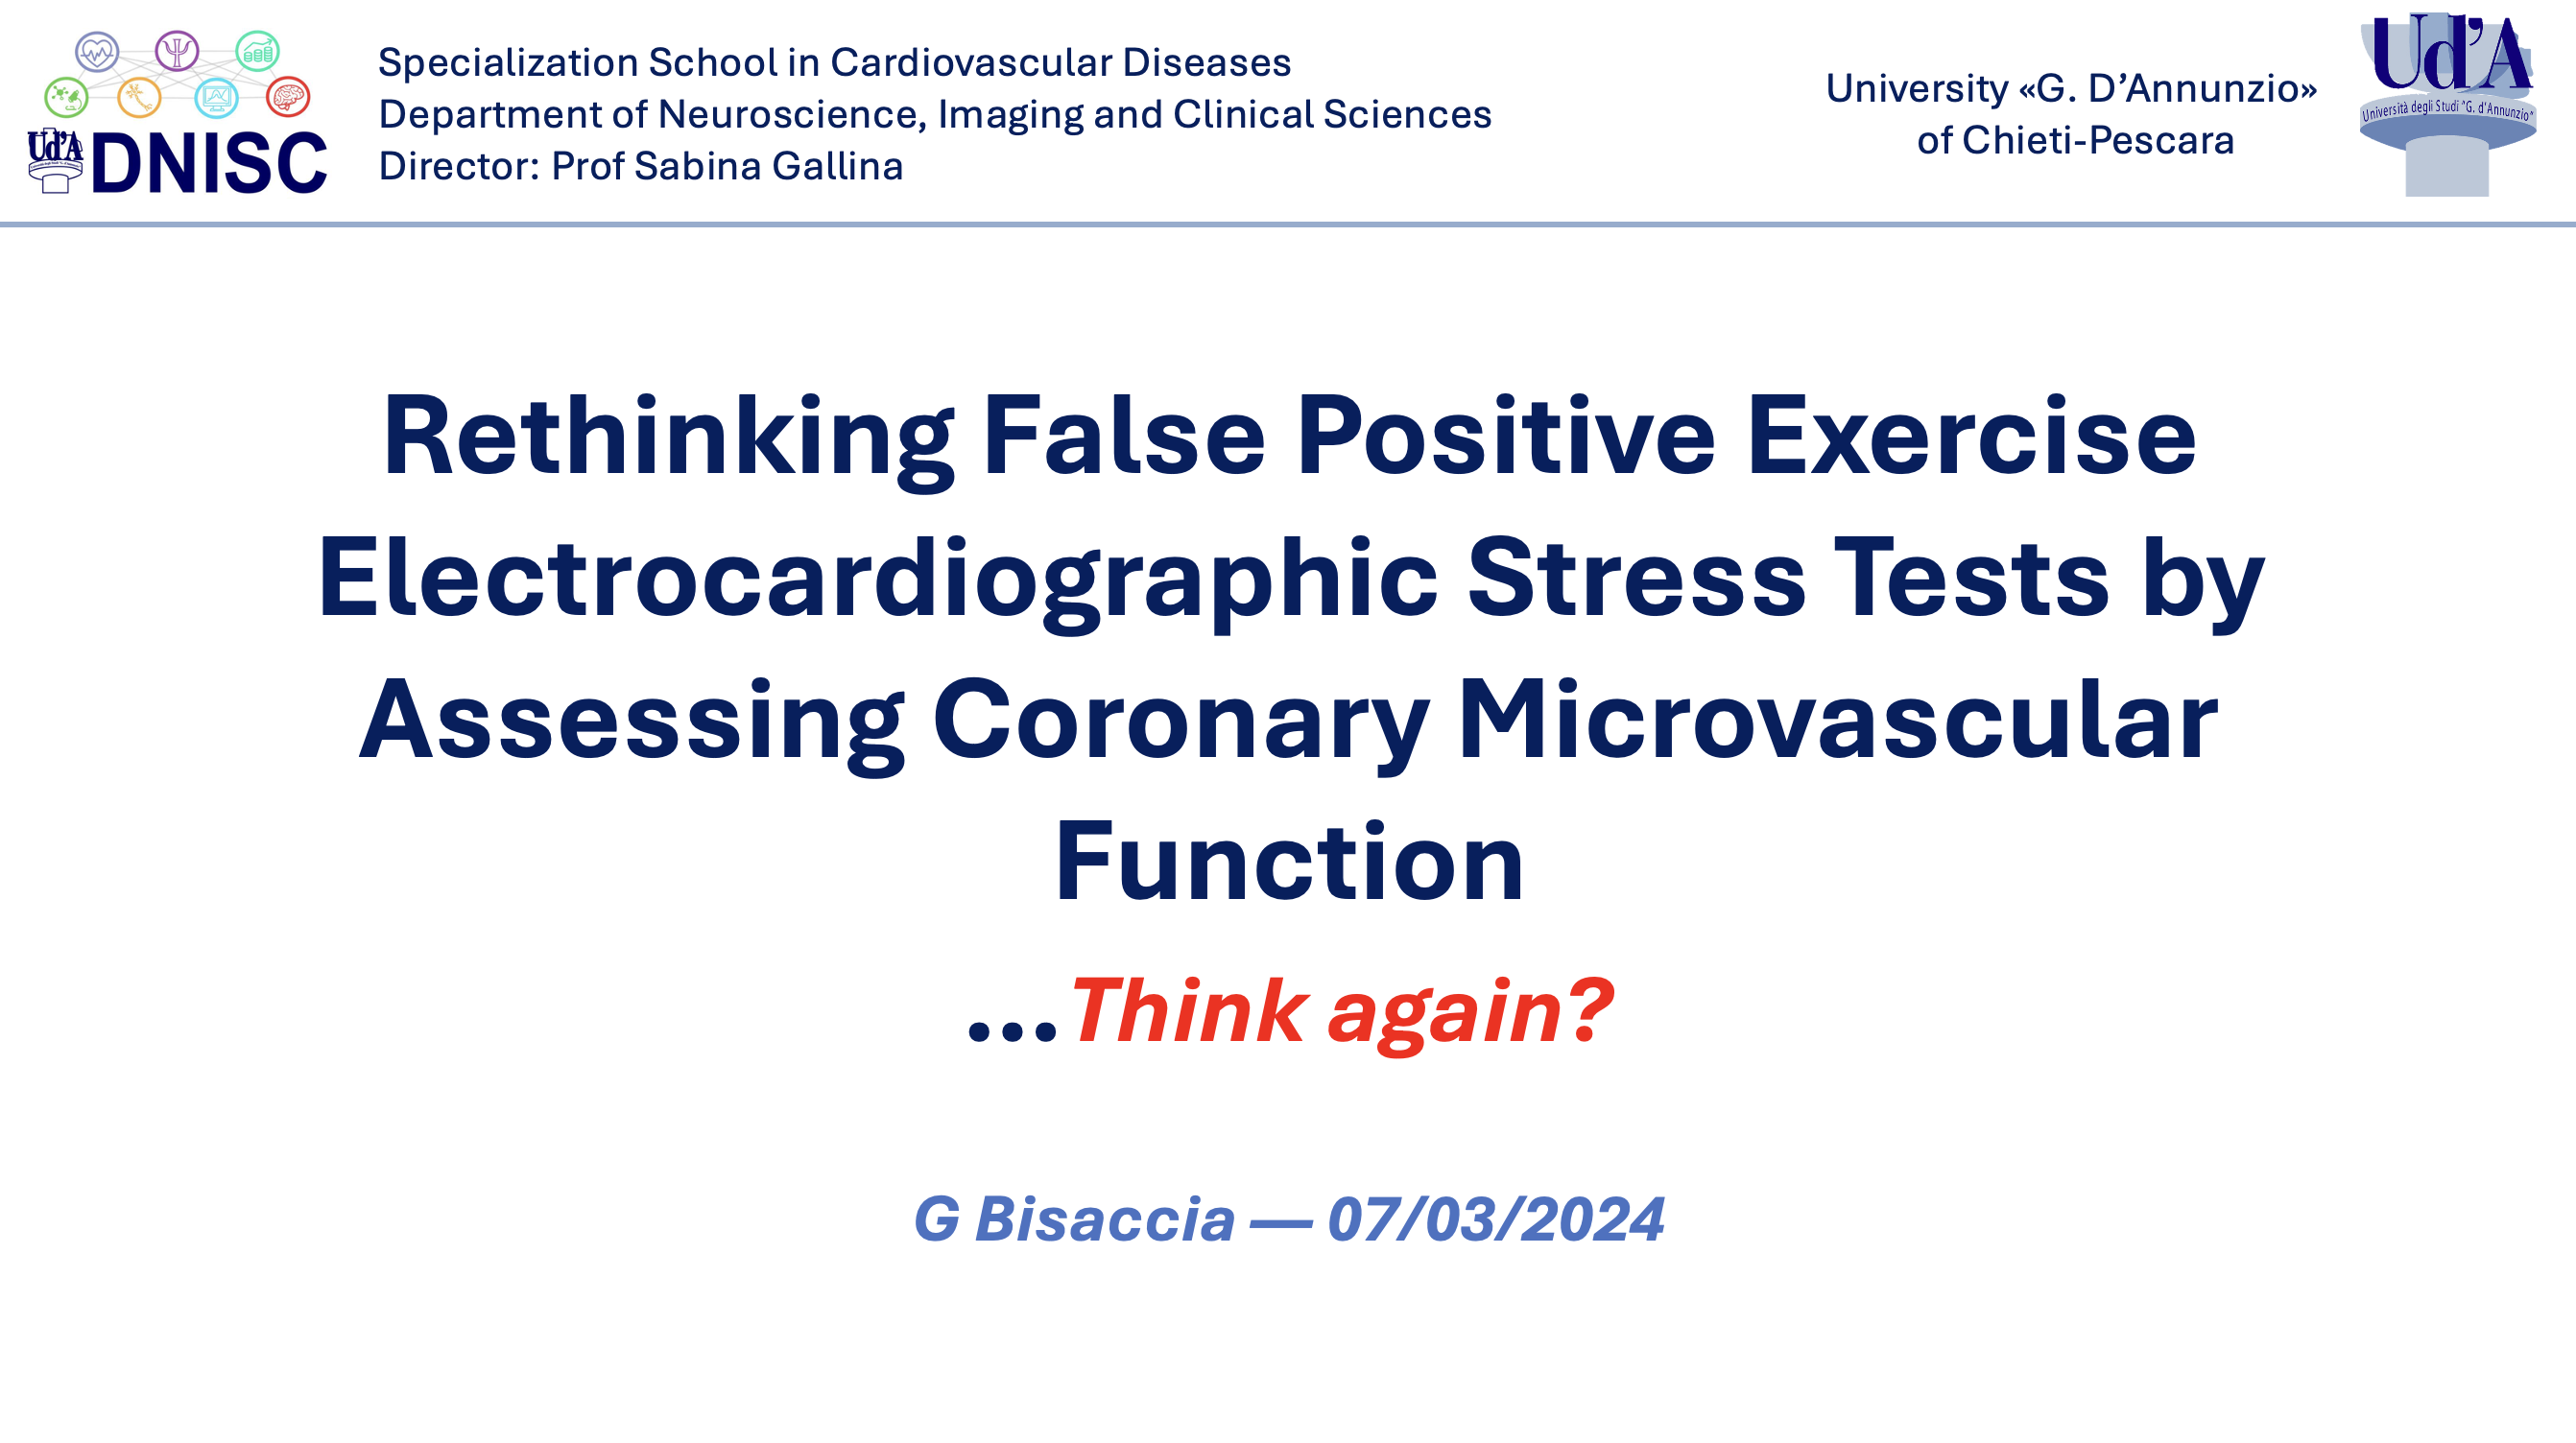 Specialization School in Cardiovascular Diseases
Department of Neuroscience, Imaging and Clinical Sciences
Director: Prof Sabina Gallina
Ud'A DNISC
University «G. D’Annunzio»
of Chieti-Pescara
Ud’A
Università degli Studi "G. d'Annunzio"
Rethinking False Positive Exercise
Electrocardiographic Stress Tests by
Assessing Coronary Microvascular
Function
...Think again?
G Bisaccia — 07/03/2024